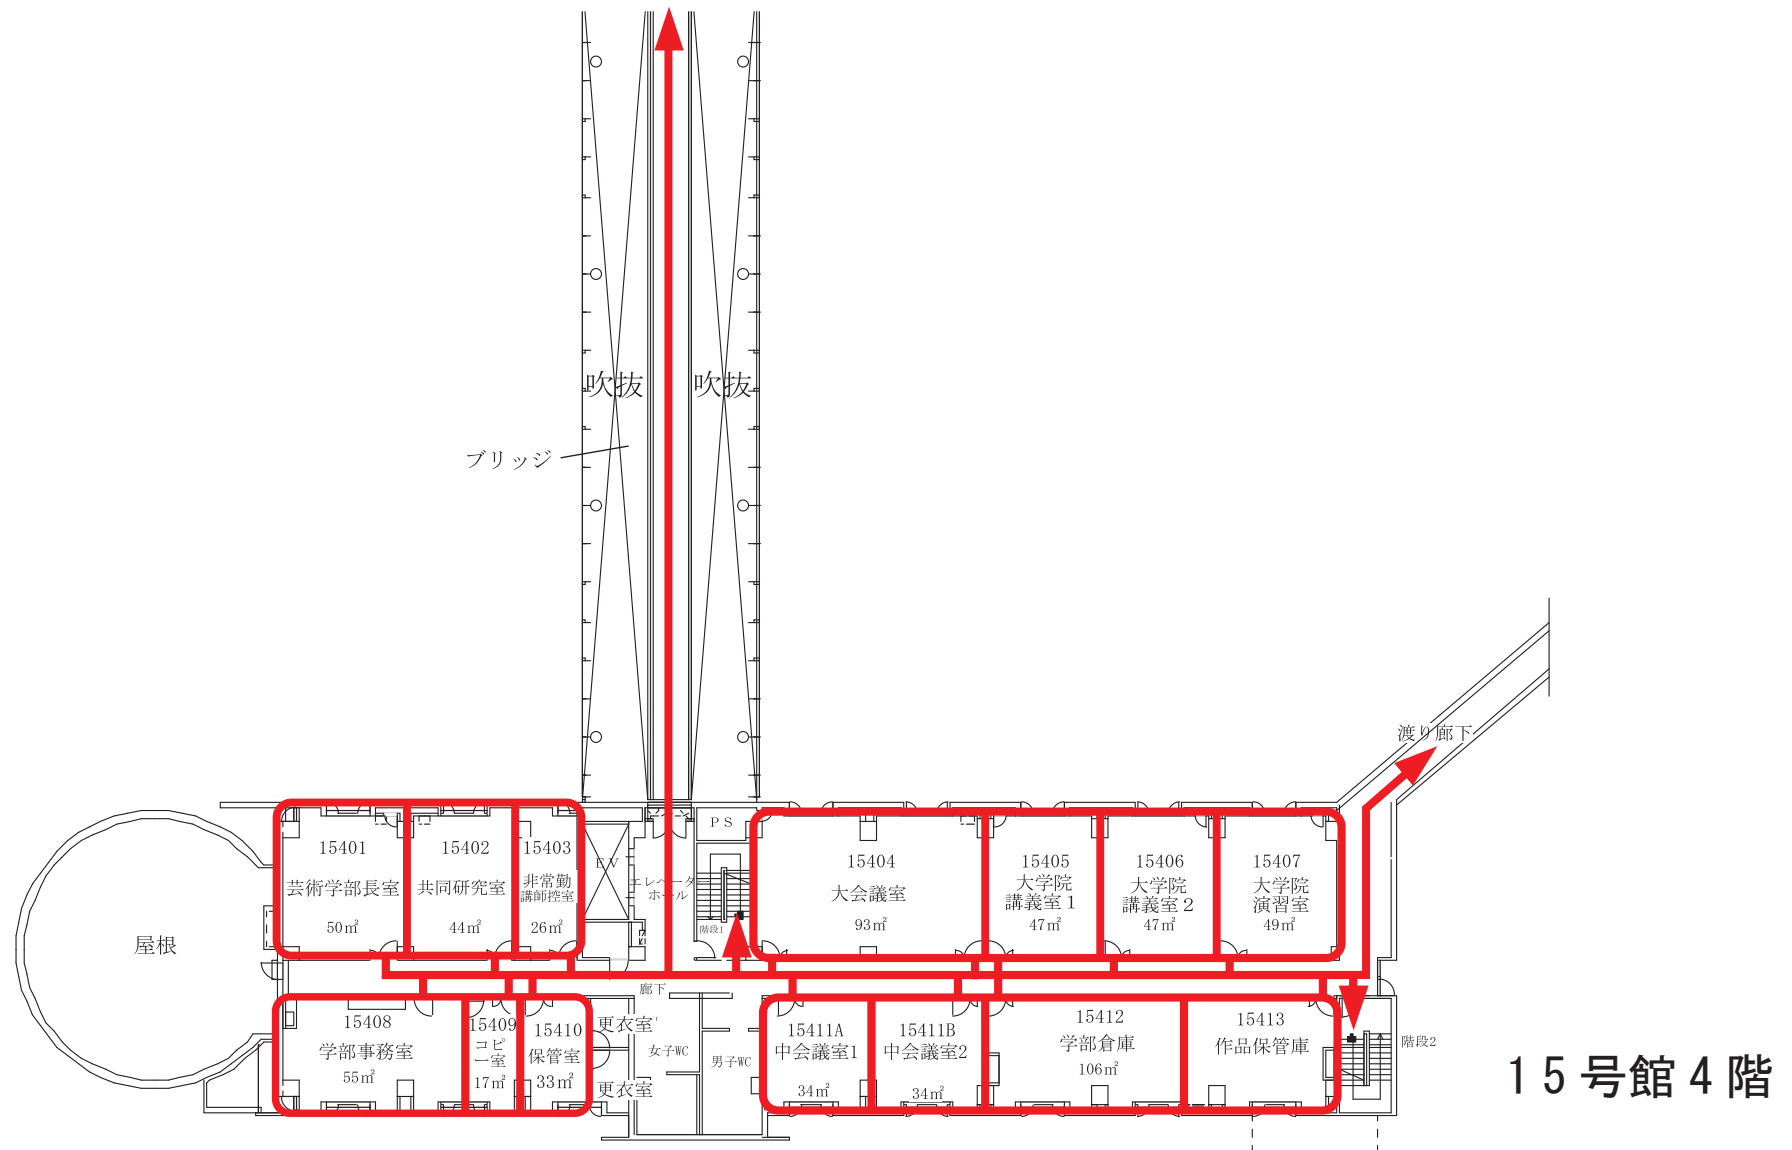 吹抜
吹抜
ブリッジ
渡り廊下
PS
15401
芸術学部長室
50㎡
15402
共同研究室
44㎡
15403
非常勤
講師控室
26㎡
EV
エレベーター
ホール
階段1
15404
大会議室
93㎡
15405
大学院
講義室1
47㎡
15406
大学院
講義室2
47㎡
15407
大学院
演習室
49㎡
屋根
廊下
15408
学部事務室
55㎡
15409
コピ
ー室
17㎡
15410
保管室
33㎡
更衣室
更衣室
女子WC
男子WC
15411A
中会議室1
34㎡
15411B
中会議室2
34㎡
15412
学部倉庫
106㎡
15413
作品保管庫
階段2
15号館4階